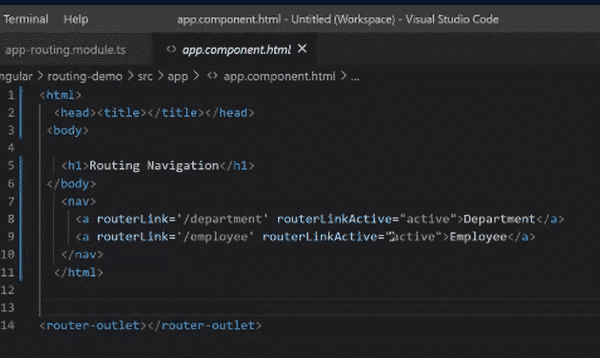 Terminal Help app.component.html - Untitled (Workspace) - Visual Studio Code
app-routing.module.ts <> app.component.html ×
ngular > routing-demo > src > app > <> app.component.html > ...
1 <html>
2 <head><title></title></head>
3 <body>
4
5 <h1>Routing Navigation</h1>
6 </body>
7 <nav>
8 <a routerLink='/department' routerLinkActive="active">Department</a>
9 <a routerLink='/employee' routerLinkActive="active">Employee</a>
10 </nav>
11 </html>
12
13
14 <router-outlet></router-outlet>